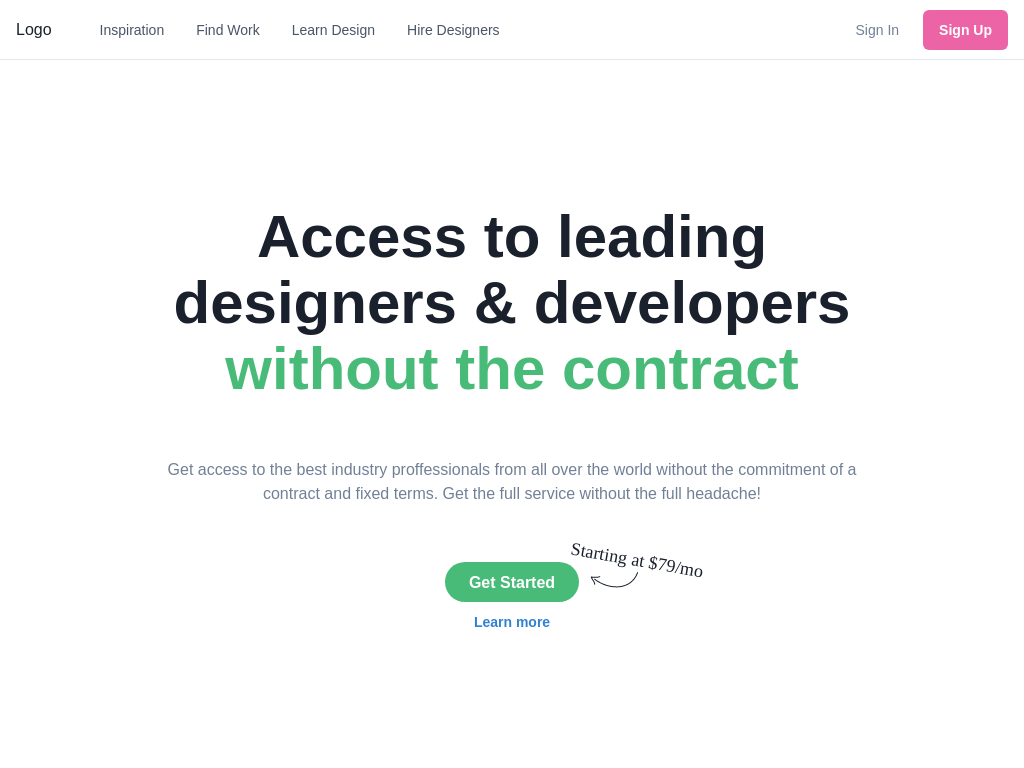 Logo
Inspiration
Find Work
Learn Design
Hire Designers
Sign In
Sign Up
Access to leading
designers & developers
without the contract
Get access to the best industry proffessionals from all over the world without the commitment of a
contract and fixed terms. Get the full service without the full headache!
Starting at $79/mo
Get Started
Learn more